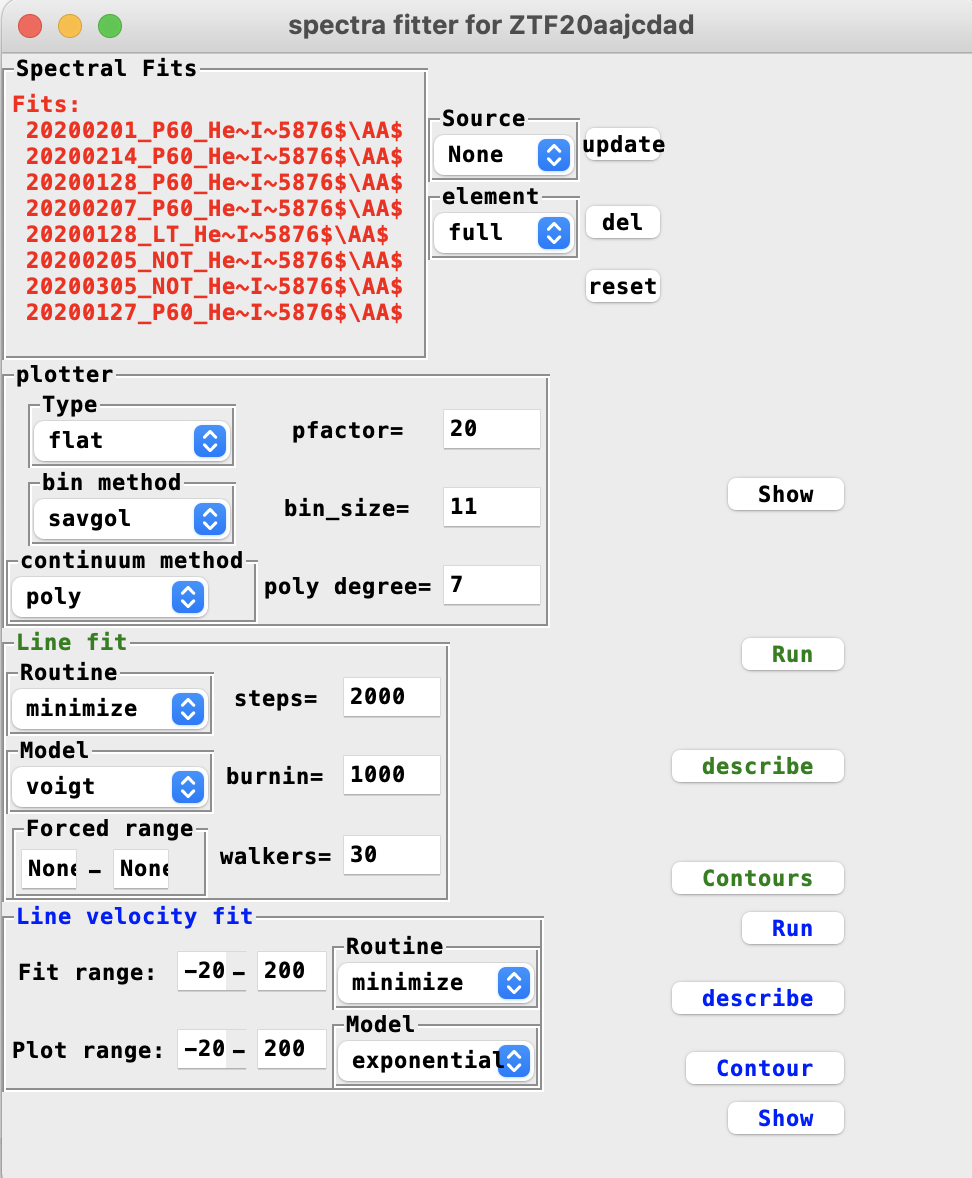 spectra fitter for ZTF20aajcdad
Spectral Fits
Fits:
20200201_P60_He~I~5876$\AA$
20200214_P60_He~I~5876$\AA$
20200128_P60_He~I~5876$\AA$
20200207_P60_He~I~5876$\AA$
20200128_LT_He~I~5876$\AA$
20200205_NOT_He~I~5876$\AA$
20200305_NOT_He~I~5876$\AA$
20200127_P60_He~I~5876$\AA$
Source
None
update
element
full
del
reset
plotter
Type
flat
pfactor= 20
bin method
savgol
bin_size= 11
Show
continuum method
poly
poly degree= 7
Line fit
Routine
minimize
steps= 2000
Run
Model
voigt
burnin= 1000
describe
Forced range
None – None
walkers= 30
Contours
Line velocity fit
Run
Fit range: -20 – 200
Routine
minimize
describe
Plot range: -20 – 200
Model
exponential
Contour
Show